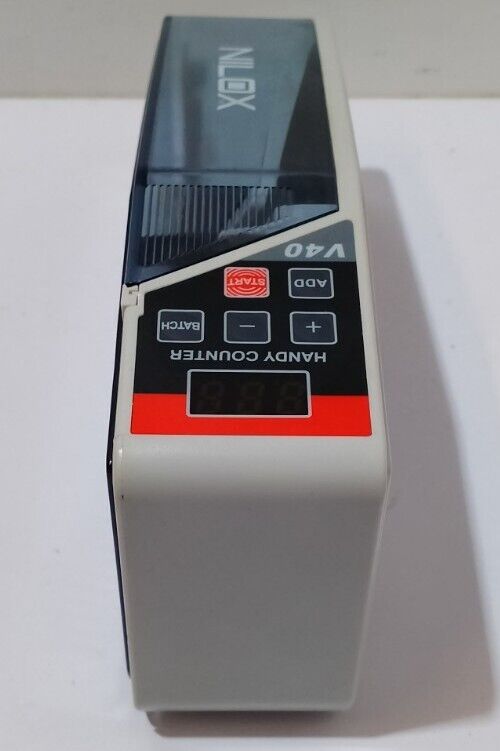 NILOX
V40
START
ADD
BATCH
−
+
HANDY COUNTER